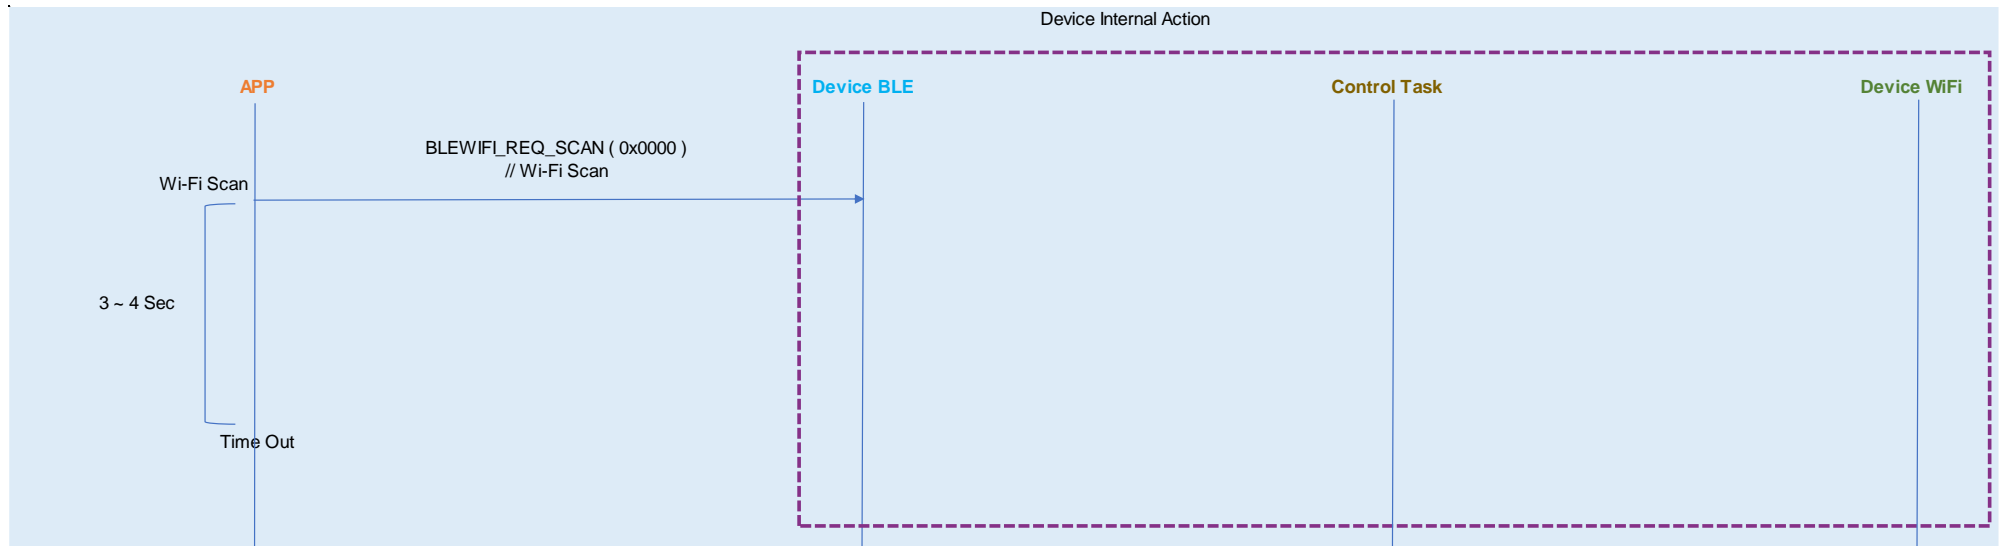 Device Internal Action
APP
Device BLE
Control Task
Device WiFi
BLEWIFI_REQ_SCAN ( 0x0000 )
// Wi-Fi Scan
Wi-Fi Scan
3 ~ 4 Sec
Time Out